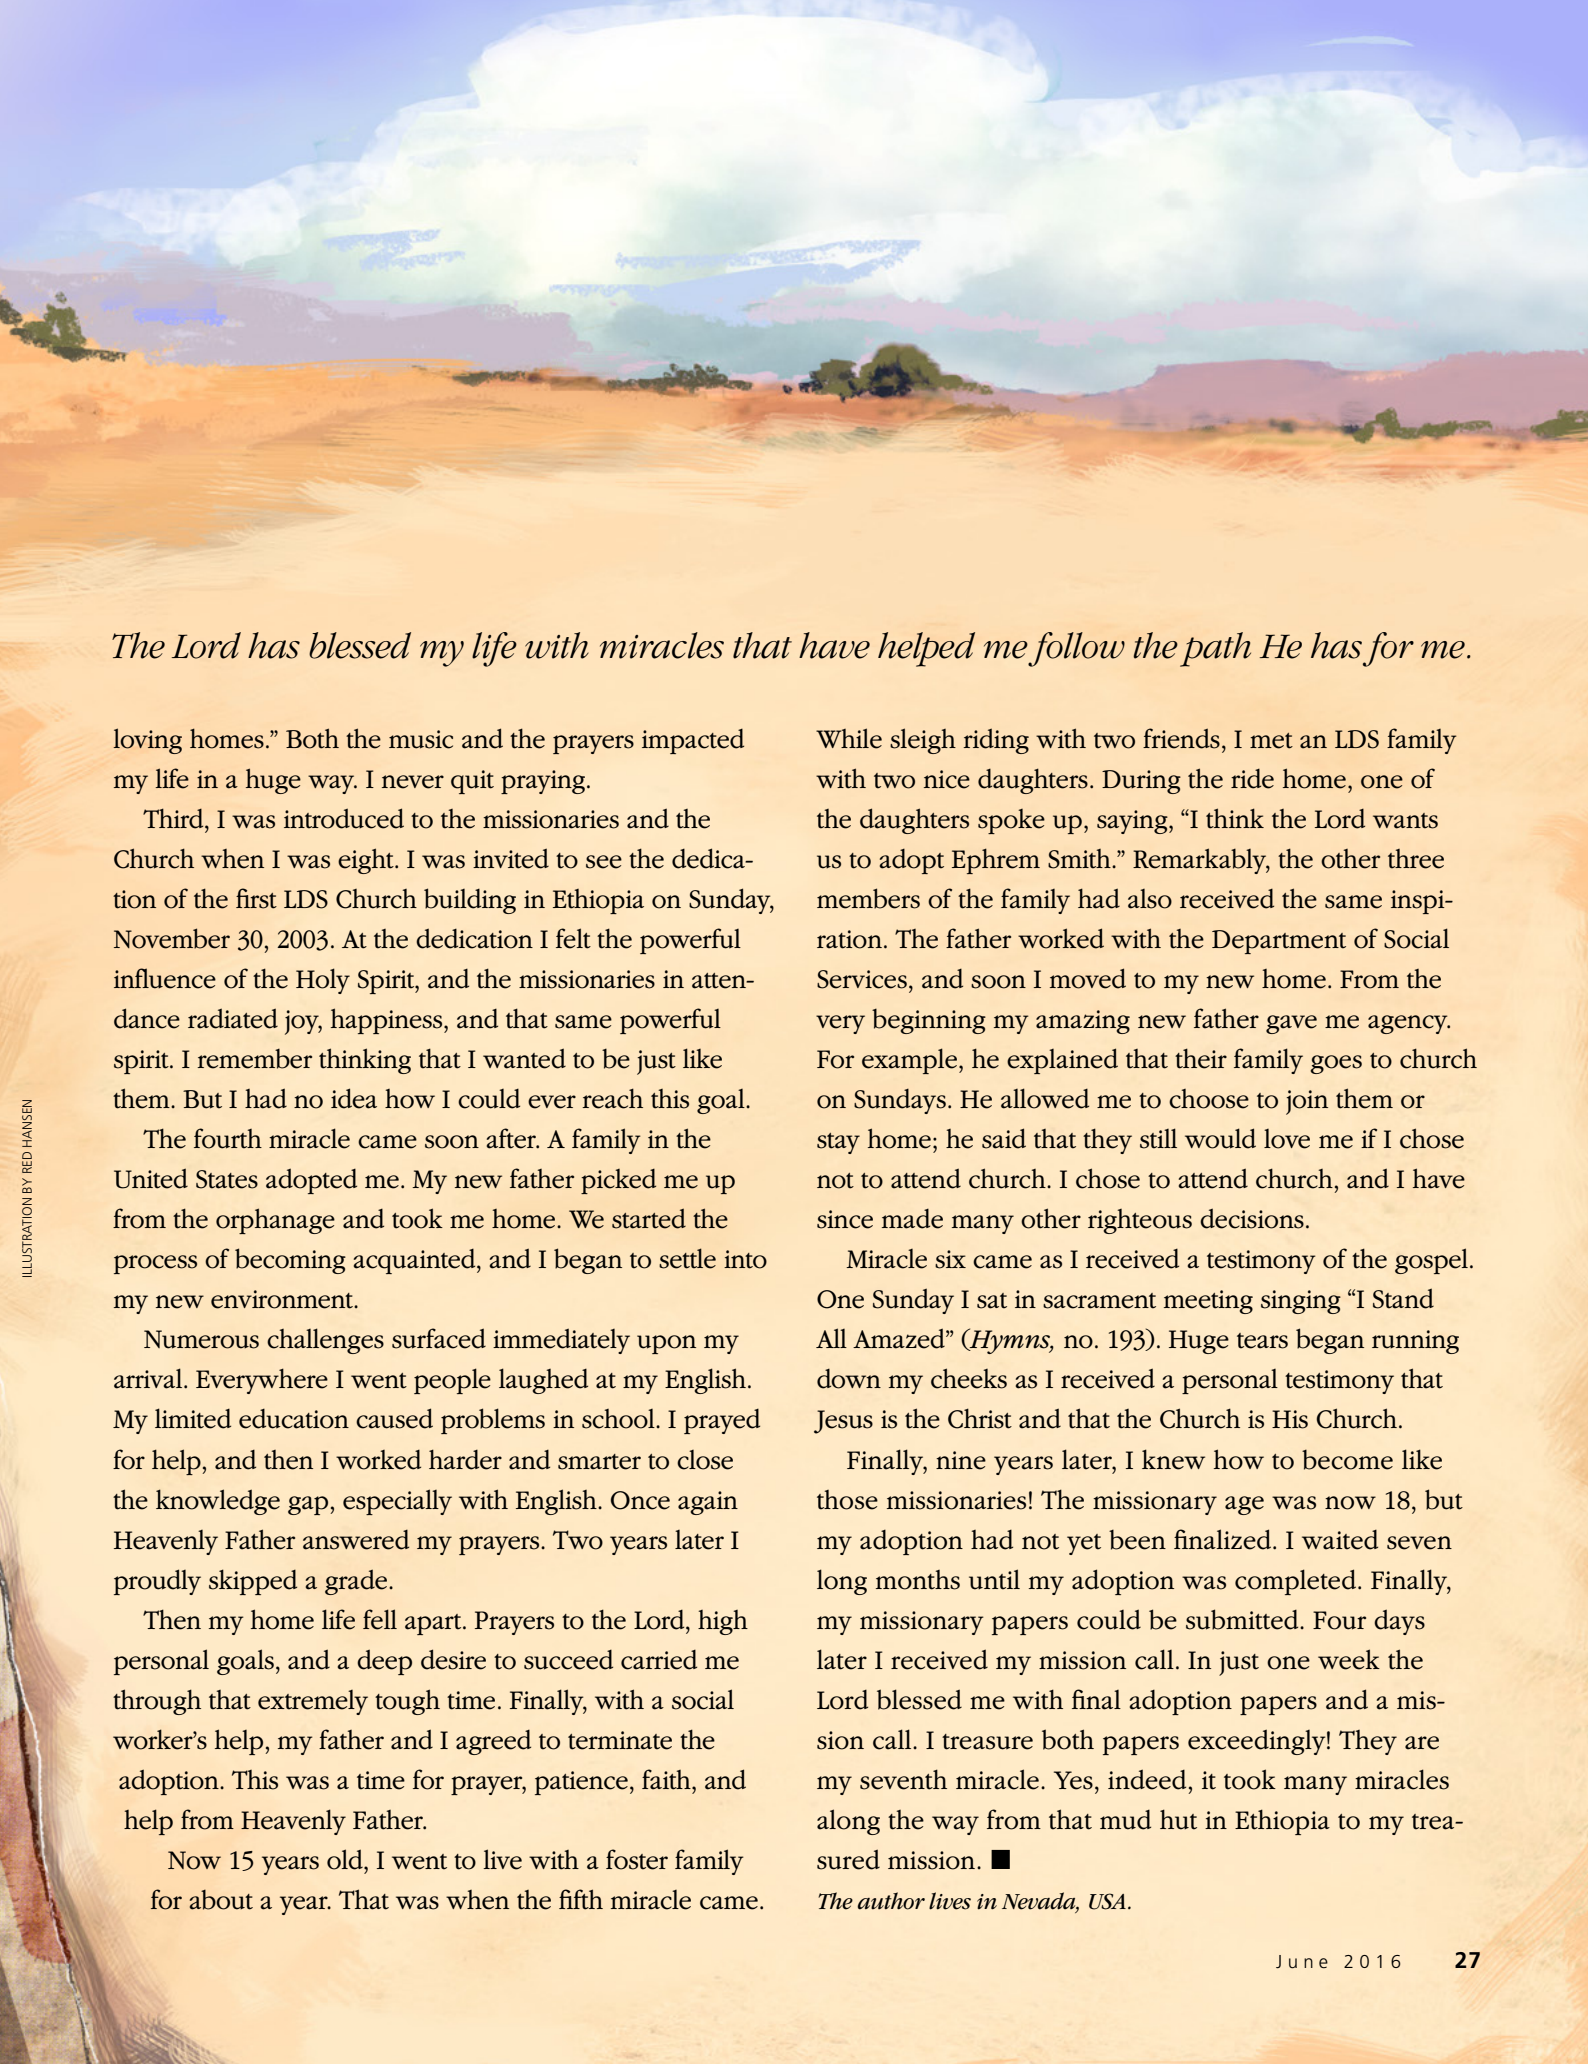 The Lord has blessed my life with miracles that have helped me follow the path He has for me.
loving homes.” Both the music and the prayers impacted
my life in a huge way. I never quit praying.
Third, I was introduced to the missionaries and the
Church when I was eight. I was invited to see the dedica-
tion of the first LDS Church building in Ethiopia on Sunday,
November 30, 2003. At the dedication I felt the powerful
influence of the Holy Spirit, and the missionaries in atten-
dance radiated joy, happiness, and that same powerful
spirit. I remember thinking that I wanted to be just like
them. But I had no idea how I could ever reach this goal.
The fourth miracle came soon after. A family in the
United States adopted me. My new father picked me up
from the orphanage and took me home. We started the
process of becoming acquainted, and I began to settle into
my new environment.
Numerous challenges surfaced immediately upon my
arrival. Everywhere I went people laughed at my English.
My limited education caused problems in school. I prayed
for help, and then I worked harder and smarter to close
the knowledge gap, especially with English. Once again
Heavenly Father answered my prayers. Two years later I
proudly skipped a grade.
Then my home life fell apart. Prayers to the Lord, high
personal goals, and a deep desire to succeed carried me
through that extremely tough time. Finally, with a social
worker’s help, my father and I agreed to terminate the
adoption. This was a time for prayer, patience, faith, and
help from Heavenly Father.
Now 15 years old, I went to live with a foster family
for about a year. That was when the fifth miracle came.
While sleigh riding with two friends, I met an LDS family
with two nice daughters. During the ride home, one of
the daughters spoke up, saying, “I think the Lord wants
us to adopt Ephrem Smith.” Remarkably, the other three
members of the family had also received the same inspi-
ration. The father worked with the Department of Social
Services, and soon I moved to my new home. From the
very beginning my amazing new father gave me agency.
For example, he explained that their family goes to church
on Sundays. He allowed me to choose to join them or
stay home; he said that they still would love me if I chose
not to attend church. I chose to attend church, and I have
since made many other righteous decisions.
Miracle six came as I received a testimony of the gospel.
One Sunday I sat in sacrament meeting singing “I Stand
All Amazed” (Hymns, no. 193). Huge tears began running
down my cheeks as I received a personal testimony that
Jesus is the Christ and that the Church is His Church.
Finally, nine years later, I knew how to become like
those missionaries! The missionary age was now 18, but
my adoption had not yet been finalized. I waited seven
long months until my adoption was completed. Finally,
my missionary papers could be submitted. Four days
later I received my mission call. In just one week the
Lord blessed me with final adoption papers and a mis-
sion call. I treasure both papers exceedingly! They are
my seventh miracle. Yes, indeed, it took many miracles
along the way from that mud hut in Ethiopia to my trea-
sured mission. ■
The author lives in Nevada, USA.
ILLUSTRATION BY RED HANSEN
June 2016 27